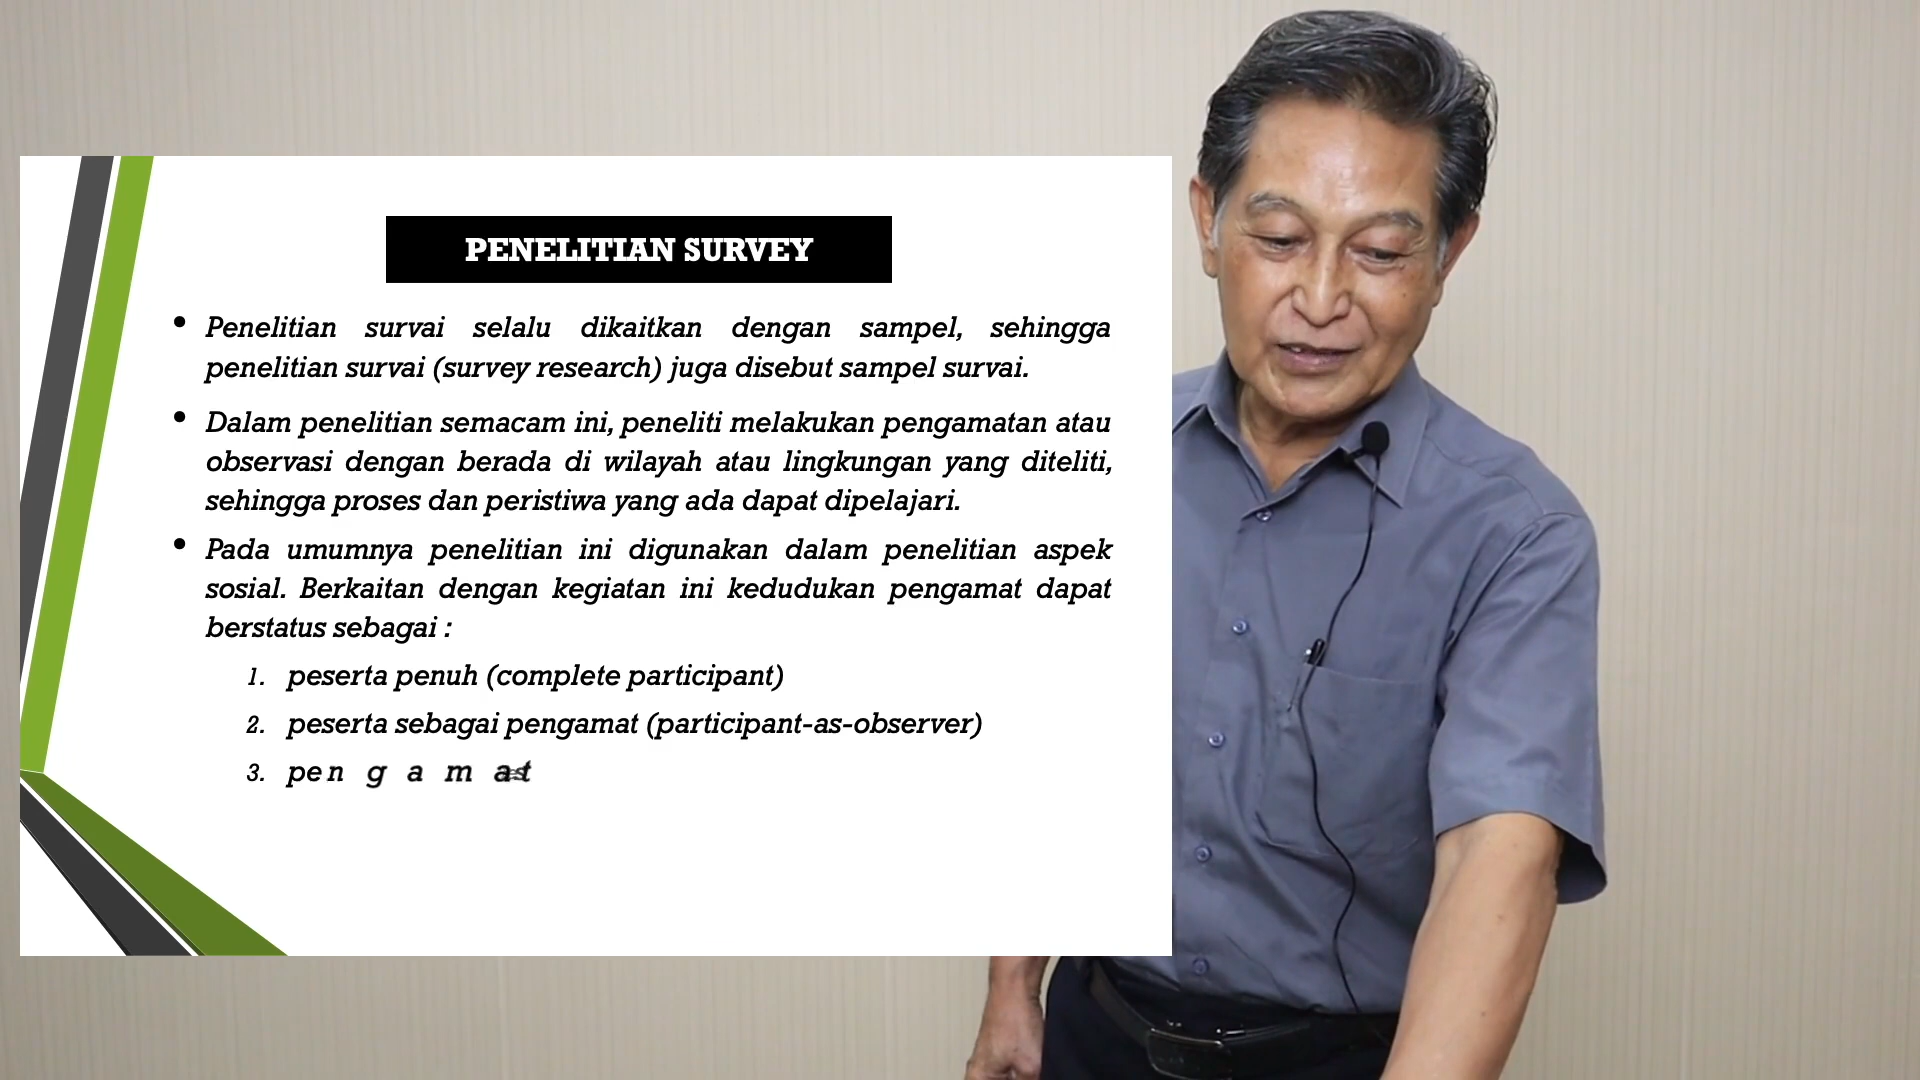 PENELITIAN SURVEY
• Penelitian survai selalu dikaitkan dengan sampel, sehingga
penelitian survai (survey research) juga disebut sampel survai.
• Dalam penelitian semacam ini, peneliti melakukan pengamatan atau
observasi dengan berada di wilayah atau lingkungan yang diteliti,
sehingga proses dan peristiwa yang ada dapat dipelajari.
• Pada umumnya penelitian ini digunakan dalam penelitian aspek
sosial. Berkaitan dengan kegiatan ini kedudukan pengamat dapat
berstatus sebagai :
1. peserta penuh (complete participant)
2. peserta sebagai pengamat (participant-as-observer)
3.